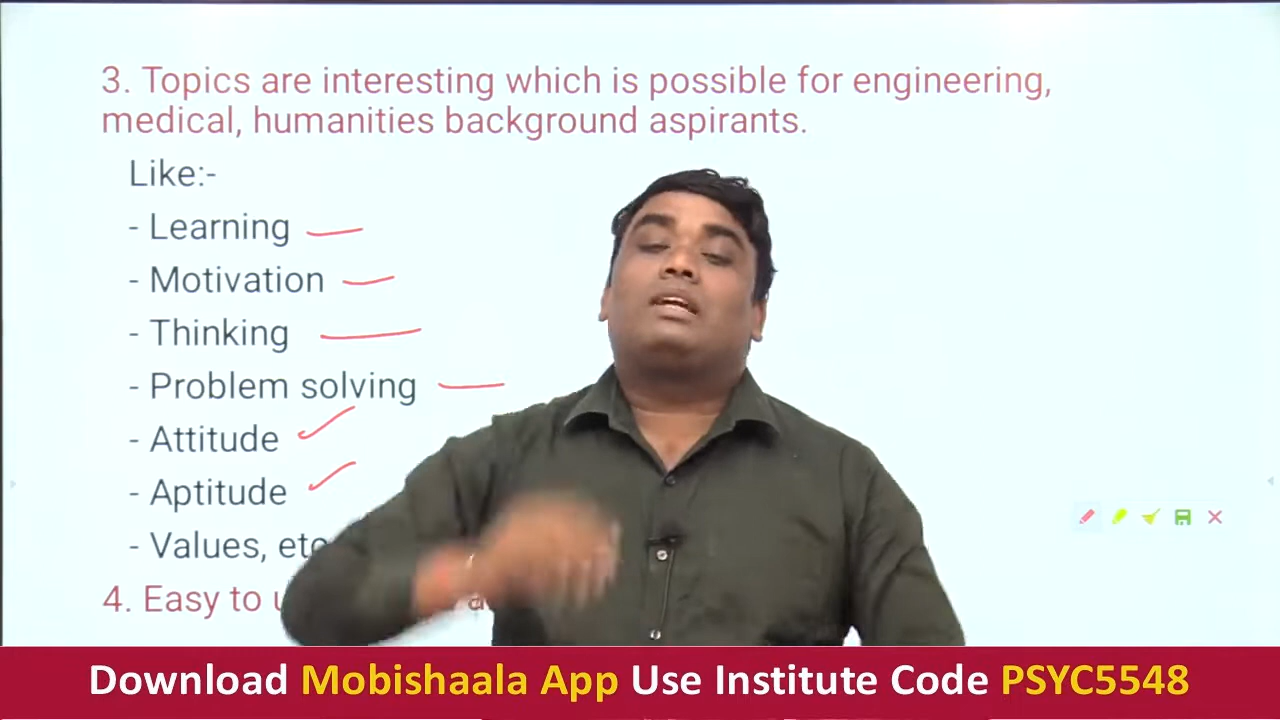 3. Topics are interesting which is possible for engineering,
medical, humanities background aspirants.
Like:-
- Learning
- Motivation
- Thinking
- Problem solving
- Attitude
- Aptitude
- Values, etc
4. Easy to
Download Mobishaala App Use Institute Code PSYC5548